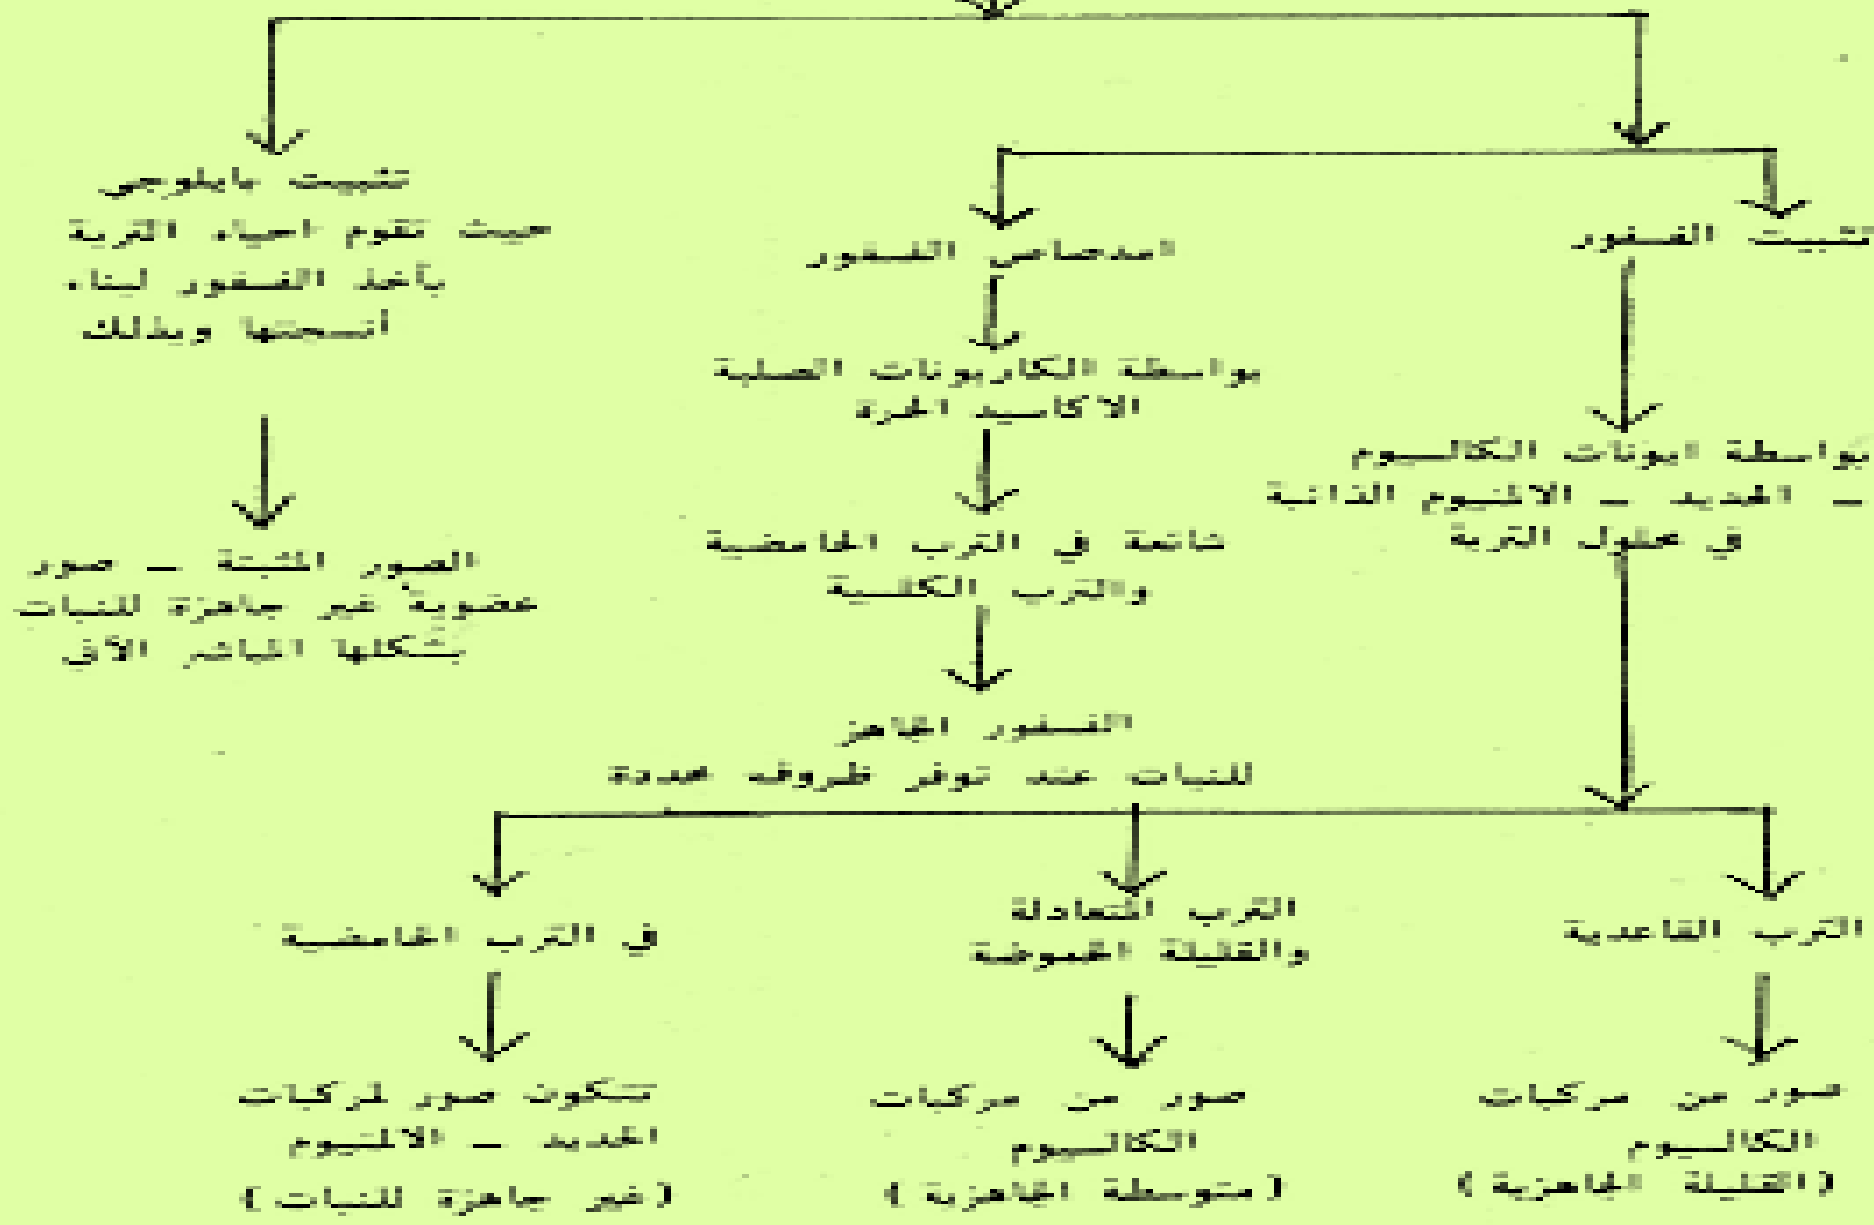 تثبيت الفسفور
بواسطة ايونات الكالسيوم
– الحديد – الالمنيوم الذائبة
في محلول التربة
امدصاص الفسفور
بواسطة الكاربونات الصلبة
الاكاسيد الحرة
شائعة في الترب الحامضية
والترب الكلسية
الفسفور الجاهز
للنبات عند توفر ظروف محددة
تثبيت بايلوجي
حيث تقوم احياء التربة
بأخذ الفسفور لبناء
أنسجتها وبذلك
الصور المثبتة – صور
عضوية غير جاهزة للنبات
بشكلها المباشر الآني
الترب القاعدية
صور من مركبات
الكالسيوم
(القليلة الجاهزية)
الترب المتعادلة
والقليلة الحموضة
صور من مركبات
الكالسيوم
(متوسطة الجاهزية)
في الترب الحامضية
تتكون صور لمركبات
الحديد – الالمنيوم
(غير جاهزة للنبات)